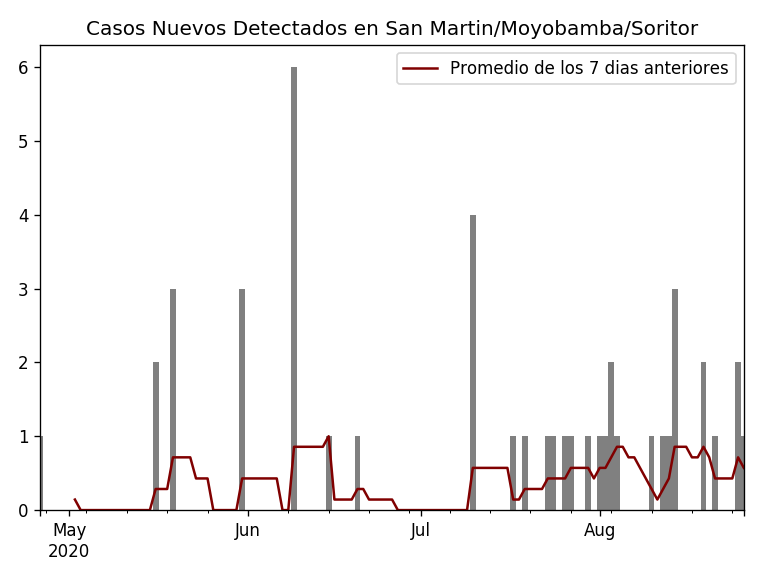 Casos Nuevos Detectados en San Martin/Moyobamba/Soritor
Promedio de los 7 dias anteriores
6
5
4
3
2
1
0
May Jun Jul Aug
2020